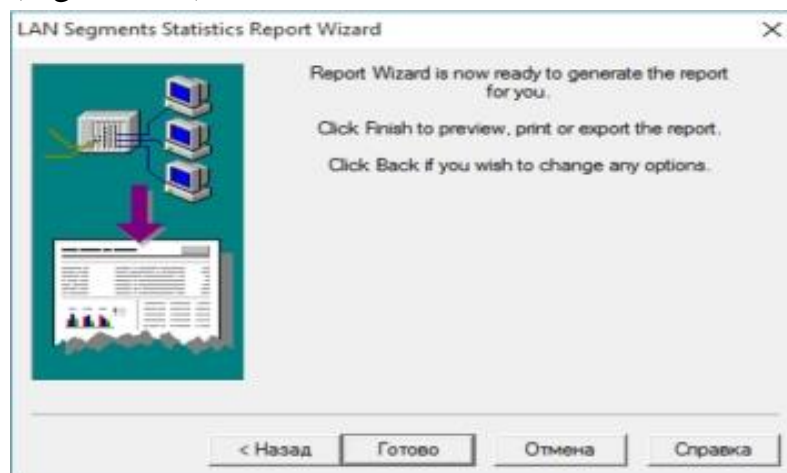 LAN Segments Statistics Report Wizard
Report Wizard is now ready to generate the report
for you.
Click Finish to preview, print or export the report.
Click Back if you wish to change any options.
< Назад Готово Отмена Справка